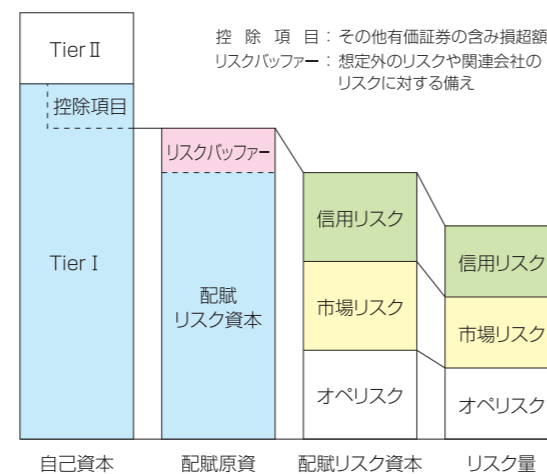 控除項目：その他有価証券の含み損超額
リスクバッファー：想定外のリスクや関連会社の
リスクに対する備え
TierⅡ
控除項目
TierⅠ
リスクバッファー
配賦
リスク資本
信用リスク
市場リスク
オペリスク
信用リスク
市場リスク
オペリスク
自己資本
配賦原資
配賦リスク資本
リスク量